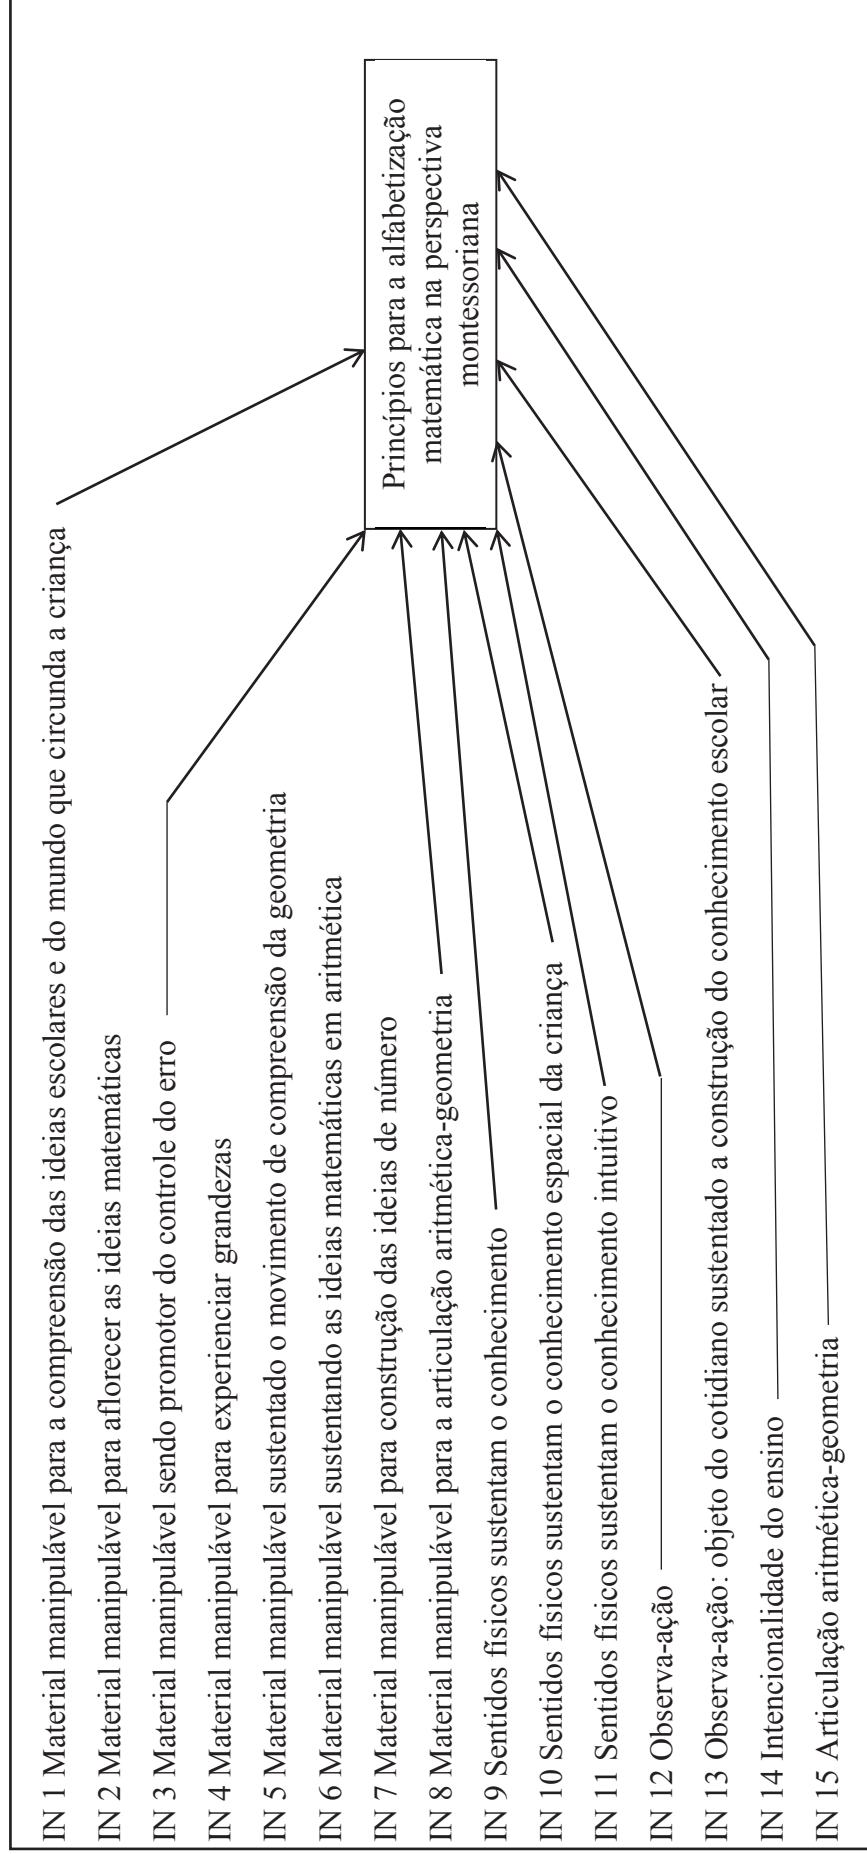 IN 1 Material manipulável para a compreensão das ideias escolares e do mundo que circunda a criança
IN 2 Material manipulável para aflorecer as ideias matemáticas
IN 3 Material manipulável sendo promotor do controle do erro
IN 4 Material manipulável para experienciar grandezas
IN 5 Material manipulável sustentado o movimento de compreensão da geometria
IN 6 Material manipulável sustentando as ideias matemáticas em aritmética
IN 7 Material manipulável para construção das ideias de número
IN 8 Material manipulável para a articulação aritmética-geometria
IN 9 Sentidos físicos sustentam o conhecimento
IN 10 Sentidos físicos sustentam o conhecimento espacial da criança
IN 11 Sentidos físicos sustentam o conhecimento intuitivo
IN 12 Observa-ação
IN 13 Observa-ação: objeto do cotidiano sustentado a construção do conhecimento escolar
IN 14 Intencionalidade do ensino
IN 15 Articulação aritmética-geometria
Princípios para a alfabetização
matemática na perspectiva
montessoriana